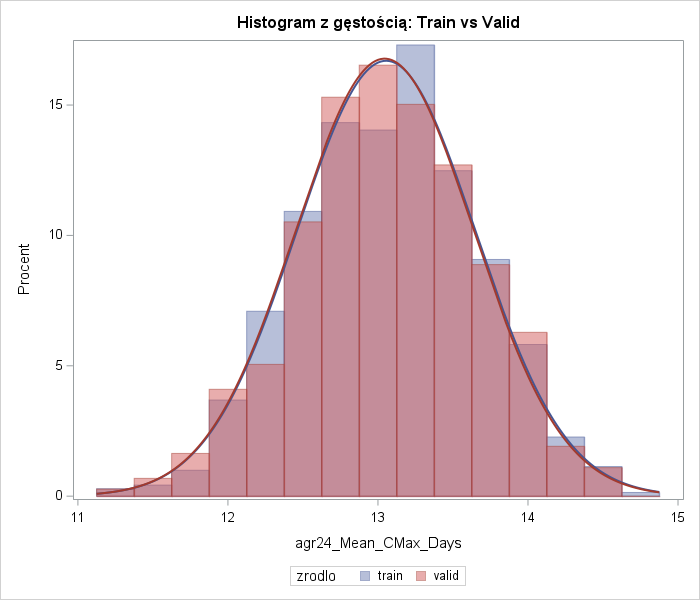 Histogram z gęstością: Train vs Valid
Procent
15
10
5
0
11 12 13 14 15
agr24_Mean_CMax_Days
zrodlo train valid